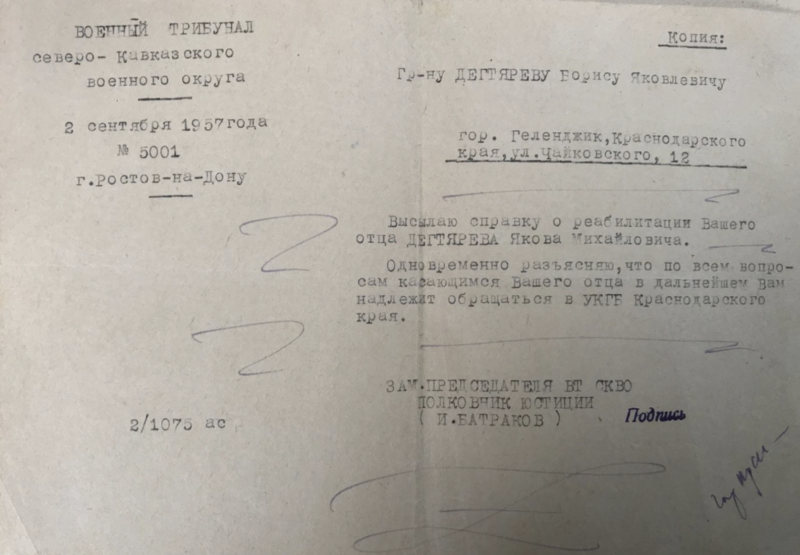 ВОЕННЫЙ ТРИБУНАЛ
северо- Кавказского
военного округа
2 сентября 1957года
№ 5001
г.Ростов-на-Дону
Копия:
Гр-ну ДЕГТЯРЕВУ Борису Яковлевичу
гор. Геленджик,Краснодарского
края,ул.Чайковского, 12
Высылаю справку о реабилитации Вашего
отца ДЕГТЯРЕВА Якова Михайловича.
Одновременно разъясняю,что по всем вопро-
сам касающимся Вашего отца в дальнейшем Вам
надлежит обращаться в УКГБ Краснодарского
края.
ЗАМ.ПРЕДСЕДАТЕЛЯ ВТ СКВО
ПОЛКОВНИК ЮСТИЦИИ
( И.БАТРАКОВ ) Подпись
2/1075 ас